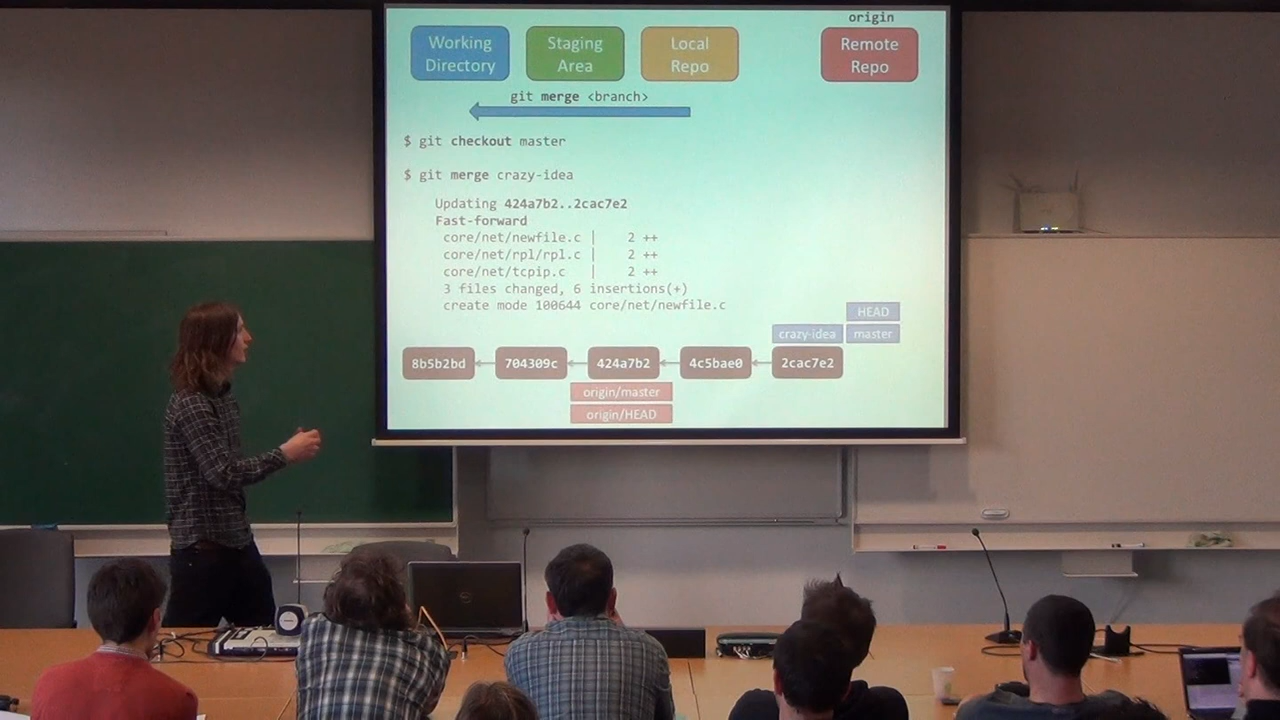 origin
Working
Directory
Staging
Area
Local
Repo
Remote
Repo
git merge <branch>
$ git checkout master
$ git merge crazy-idea
Updating 424a7b2..2cac7e2
Fast-forward
core/net/newfile.c | 2 ++
core/net/rpl/rpl.c | 2 ++
core/net/tcpip.c | 2 ++
3 files changed, 6 insertions(+)
create mode 100644 core/net/newfile.c
HEAD
crazy-idea master
8b5b2bd 704309c 424a7b2 4c5bae0 2cac7e2
origin/master
origin/HEAD